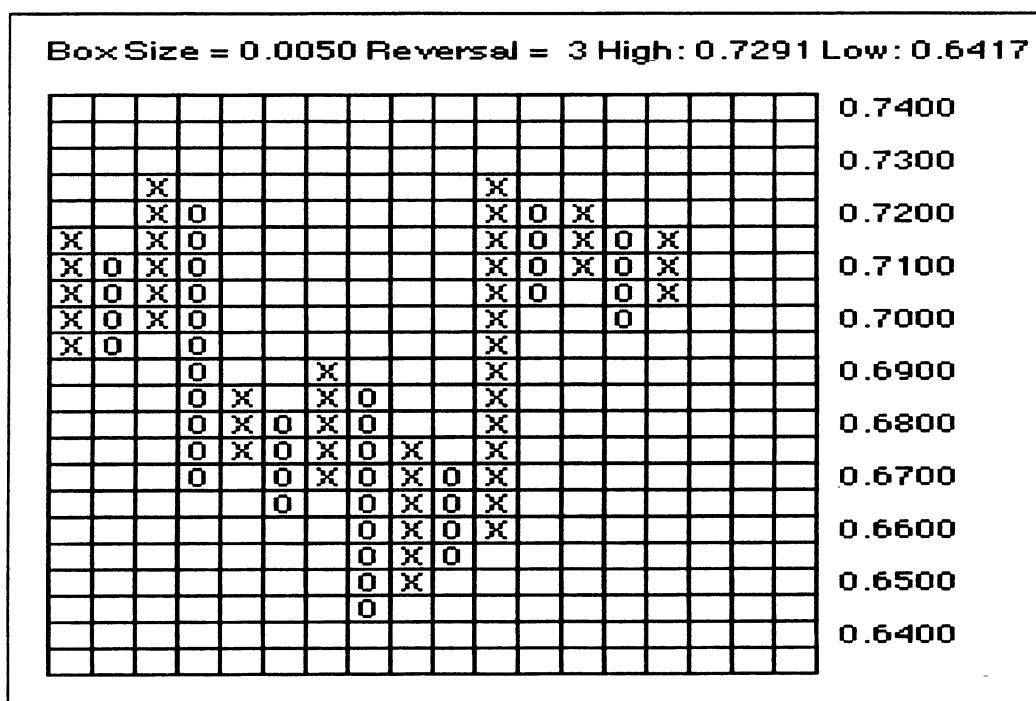 Box Size = 0.0050 Reversal = 3 High: 0.7291 Low: 0.6417
0.7400
0.7300
X X
X O X O X 0.7200
X X O X O X O X
X O X O X O X O X 0.7100
X O X O X O O X
X O X O X O 0.7000
X O O X
O X X 0.6900
O X X O X
O X O X O X 0.6800
O X O X O X X
O O X O X O X 0.6700
O O X O X
O X O X 0.6600
O X O
O X 0.6500
O
0.6400